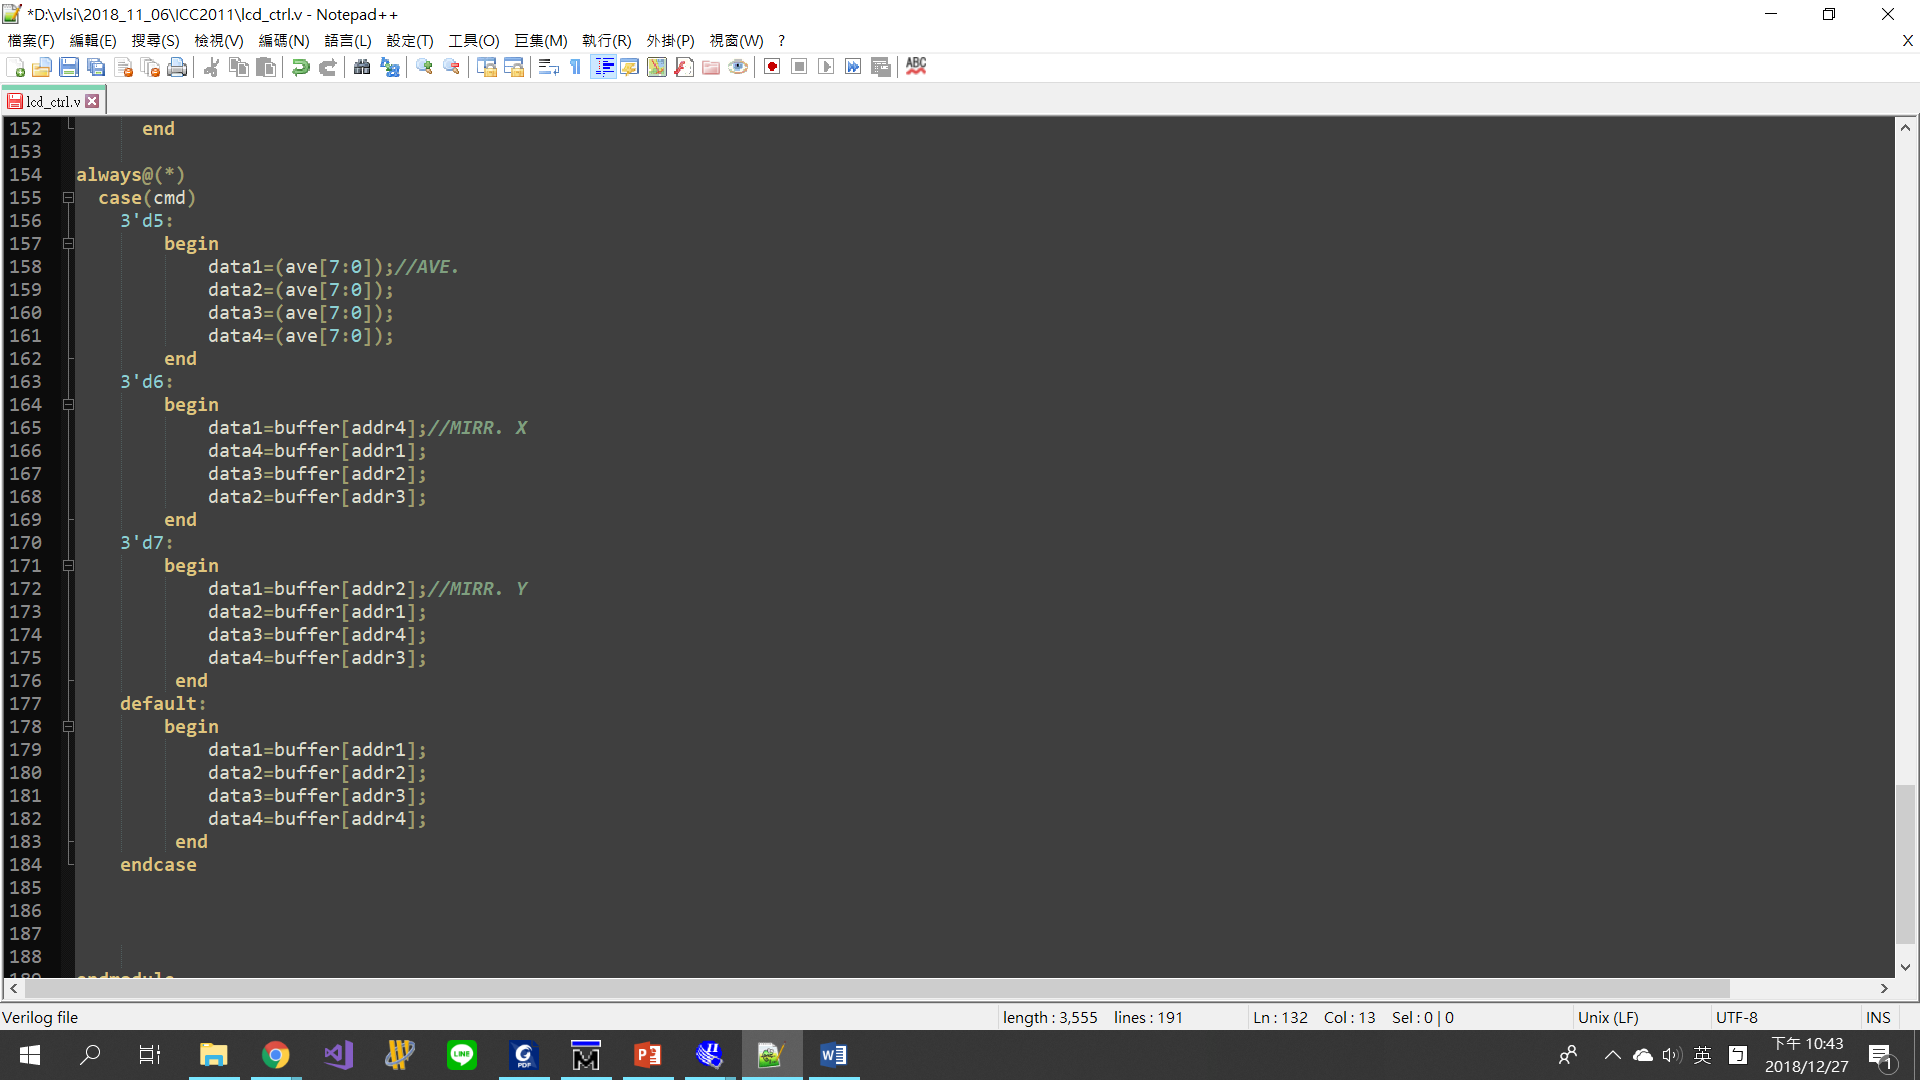 *D:\vlsi\2018_11_06\ICC2011\lcd_ctrl.v - Notepad++
檔案(F) 編輯(E) 搜尋(S) 檢視(V) 編碼(N) 語言(L) 設定(T) 工具(O) 巨集(M) 執行(R) 外掛(P) 視窗(W) ? X
ABC
lcd_ctrl.v
152 end
153
154 always@(*)
155 case(cmd)
156 3'd5:
157 begin
158 data1=(ave[7:0]);//AVE.
159 data2=(ave[7:0]);
160 data3=(ave[7:0]);
161 data4=(ave[7:0]);
162 end
163 3'd6:
164 begin
165 data1=buffer[addr4];//MIRR. X
166 data4=buffer[addr1];
167 data3=buffer[addr2];
168 data2=buffer[addr3];
169 end
170 3'd7:
171 begin
172 data1=buffer[addr2];//MIRR. Y
173 data2=buffer[addr1];
174 data3=buffer[addr4];
175 data4=buffer[addr3];
176 end
177 default:
178 begin
179 data1=buffer[addr1];
180 data2=buffer[addr2];
181 data3=buffer[addr3];
182 data4=buffer[addr4];
183 end
184 endcase
185
186
187
188
189 endmodule
Verilog file length : 3,555 lines : 191 Ln : 132 Col : 13 Sel : 0 | 0 Unix (LF) UTF-8 INS
LINE PDF M P W 英 下午 10:43
2018/12/27 1